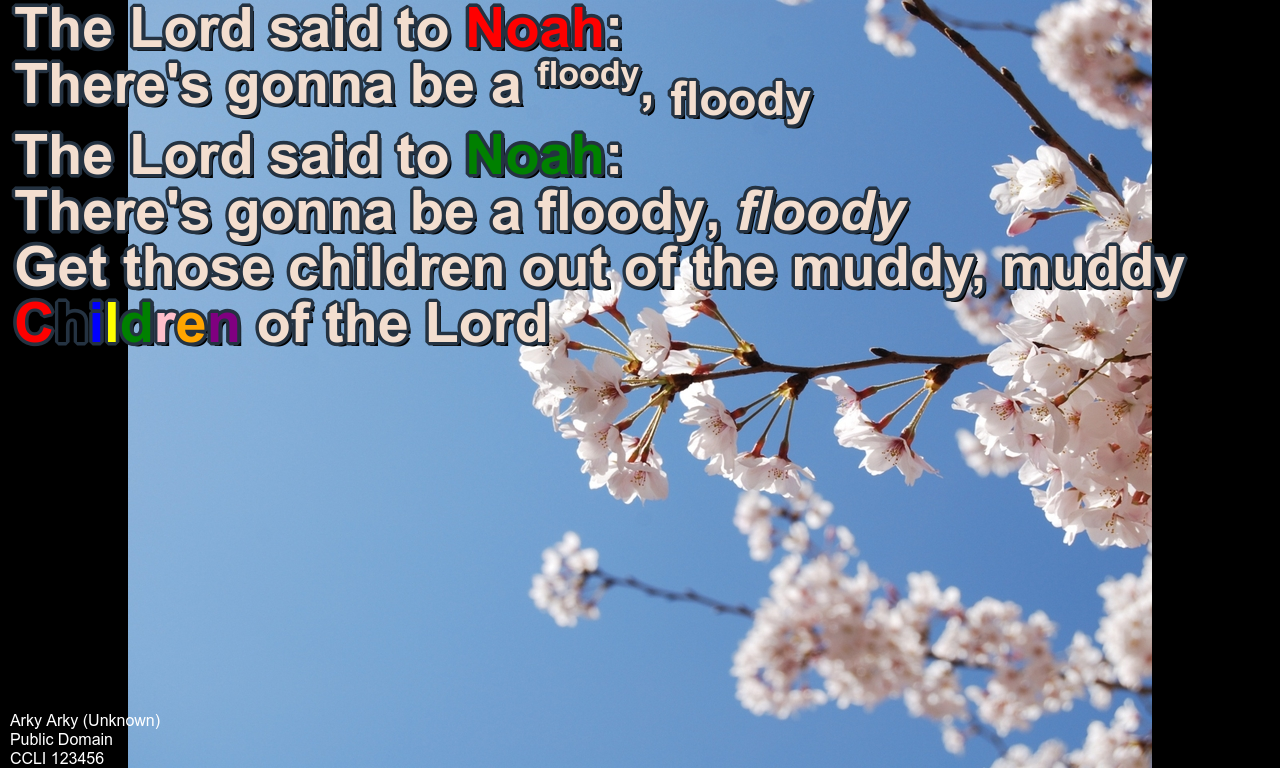 The Lord said to Noah:
There's gonna be a floody, floody
The Lord said to Noah:
There's gonna be a floody, floody
Get those children out of the muddy, muddy
Children of the Lord
Arky Arky (Unknown)
Public Domain
CCLI 123456